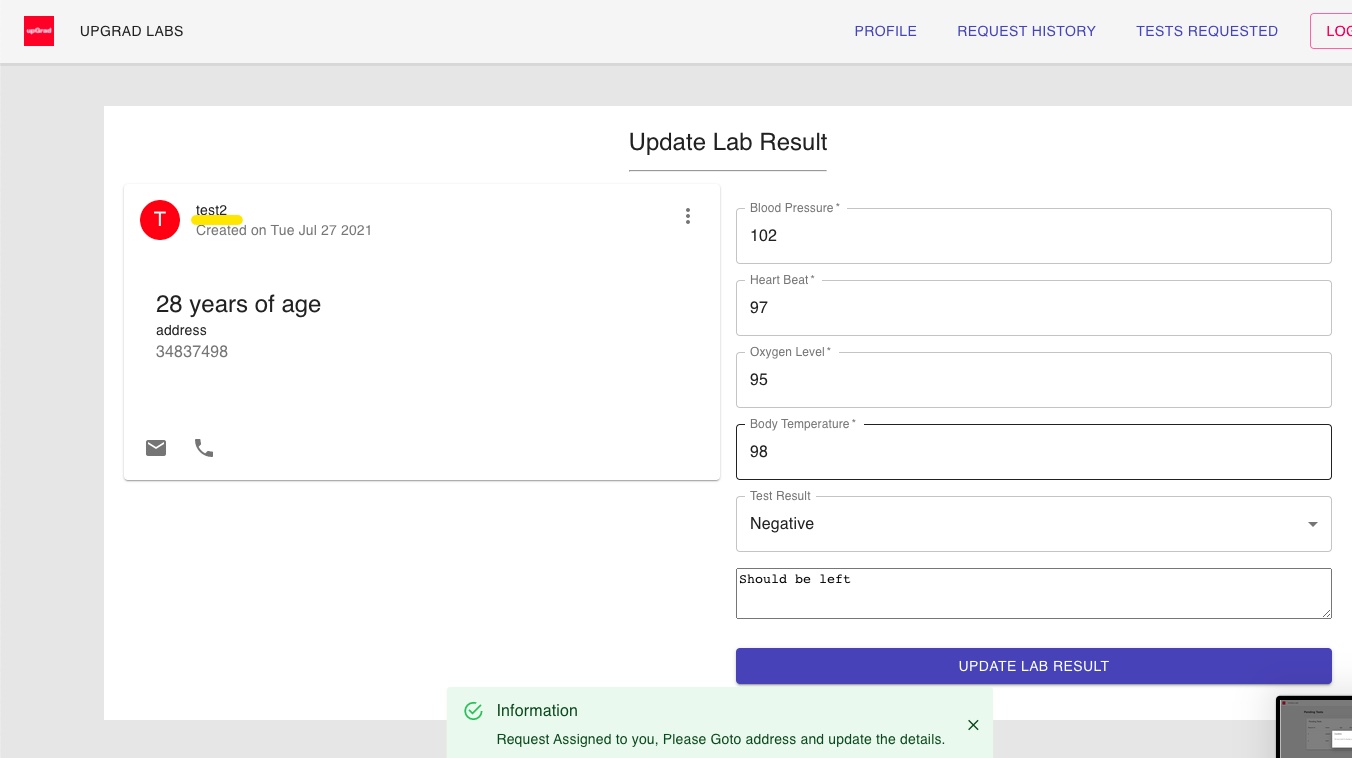 upGrad
UPGRAD LABS
PROFILE
REQUEST HISTORY
TESTS REQUESTED
LOG
Update Lab Result
T
test2
Created on Tue Jul 27 2021
28 years of age
address
34837498
Blood Pressure *
102
Heart Beat *
97
Oxygen Level *
95
Body Temperature *
98
Test Result
Negative
Should be left
UPDATE LAB RESULT
Information
Request Assigned to you, Please Goto address and update the details.